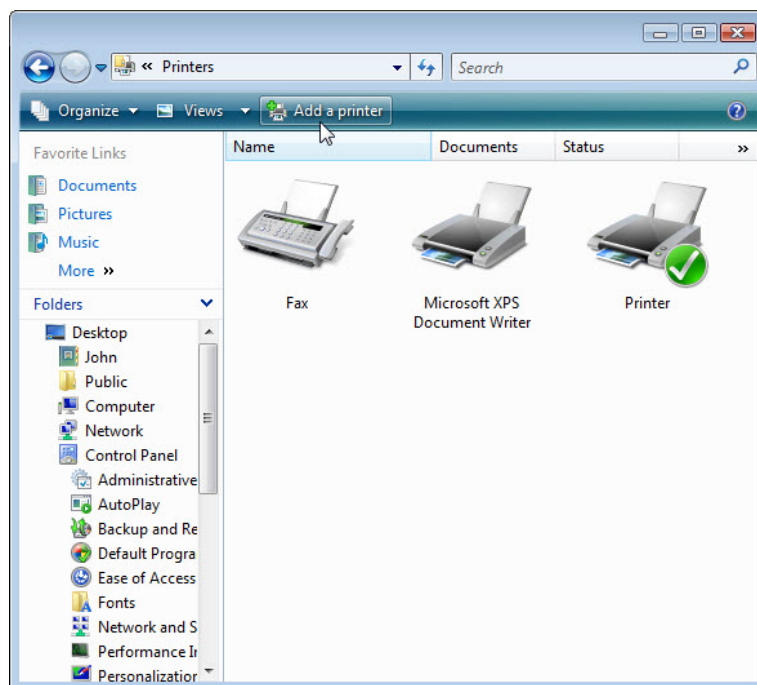 « Printers
Search
Organize Views Add a printer
Favorite Links
Documents
Pictures
Music
More »
Folders
Desktop
John
Public
Computer
Network
Control Panel
Administrative
AutoPlay
Backup and Re
Default Progra
Ease of Access
Fonts
Network and S
Performance
Personalization
Name Documents Status »
Fax
Microsoft XPS
Document Writer
Printer